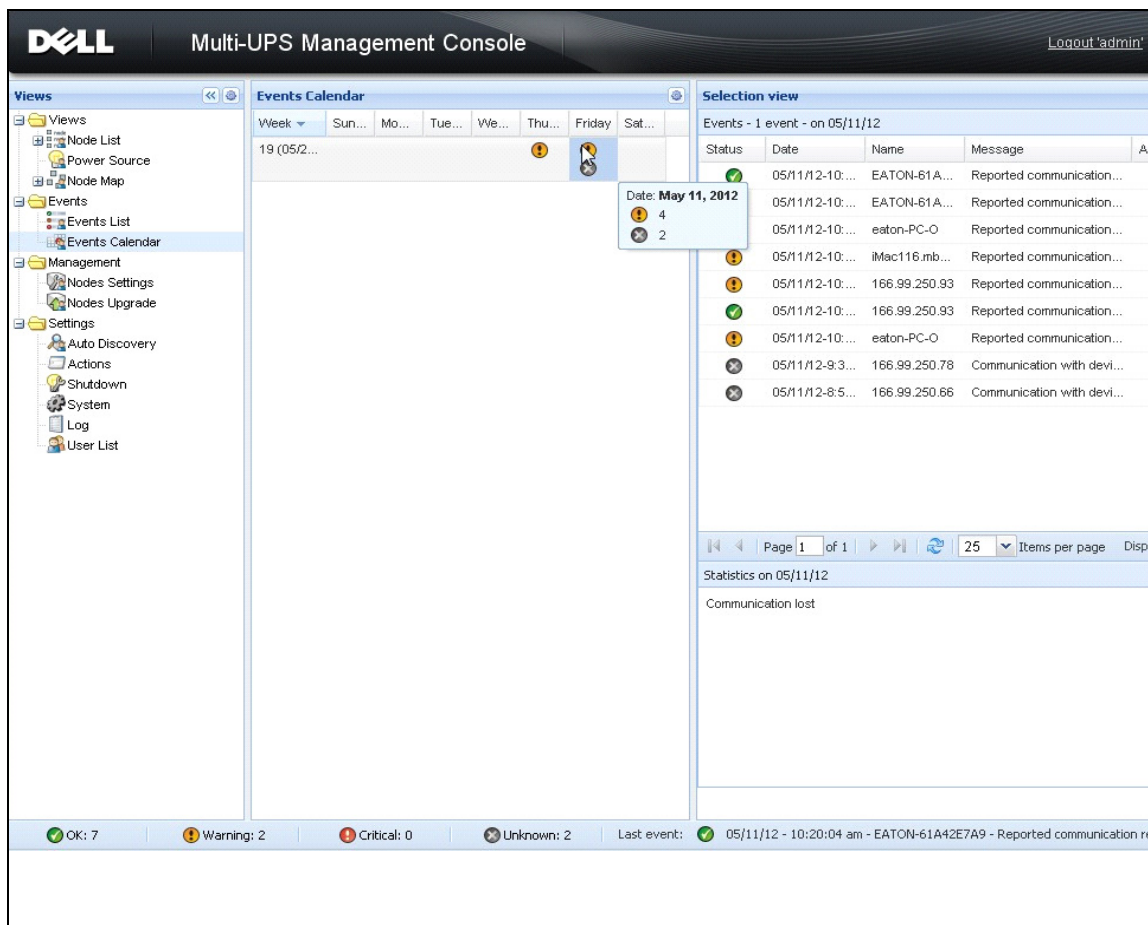 DELL Multi-UPS Management Console Logout 'admin'
Views
Views
Node List
Power Source
Node Map
Events
Events List
Events Calendar
Management
Nodes Settings
Nodes Upgrade
Settings
Auto Discovery
Actions
Shutdown
System
Log
User List
Events Calendar
Week Sun... Mo... Tue... We... Thu... Friday Sat...
19 (05/2...
Date: May 11, 2012
4
2
Selection view
Events - 1 event - on 05/11/12
Status Date Name Message A
05/11/12-10:... EATON-61A... Reported communication...
05/11/12-10:... EATON-61A... Reported communication...
05/11/12-10:... eaton-PC-O Reported communication...
05/11/12-10:... iMac116.mb... Reported communication...
05/11/12-10:... 166.99.250.93 Reported communication...
05/11/12-10:... 166.99.250.93 Reported communication...
05/11/12-10:... eaton-PC-O Reported communication...
05/11/12-9:3... 166.99.250.78 Communication with devi...
05/11/12-8:5... 166.99.250.66 Communication with devi...
Page 1 of 1 25 Items per page Disp
Statistics on 05/11/12
Communication lost
OK: 7 Warning: 2 Critical: 0 Unknown: 2 Last event: 05/11/12 - 10:20:04 am - EATON-61A42E7A9 - Reported communication re